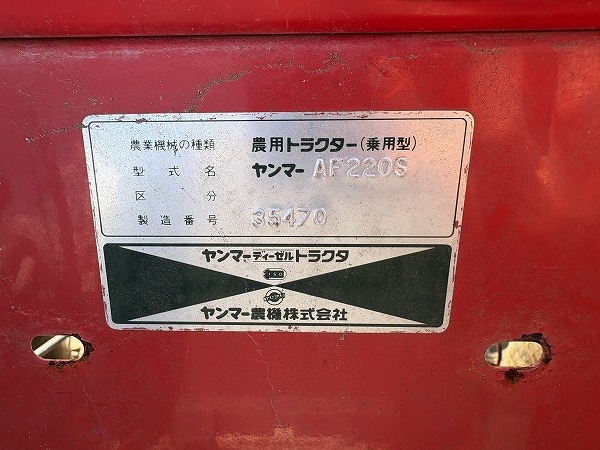 農業機械の種類 農用トラクター(乗用型)
型式名 ヤンマー AF220S
区分
製造番号 35470
ヤンマーディーゼルトラクタ
ヤンマー農機株式会社